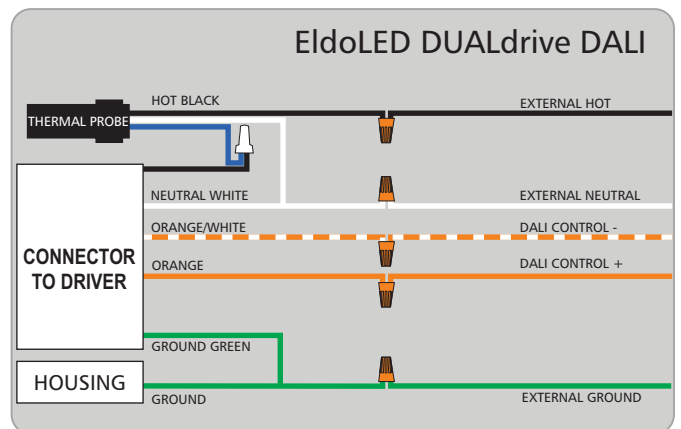 EldoLED DUALdrive DALI
HOT BLACK
EXTERNAL HOT
THERMAL PROBE
NEUTRAL WHITE
EXTERNAL NEUTRAL
ORANGE/WHITE
DALI CONTROL -
CONNECTOR
TO DRIVER
ORANGE
DALI CONTROL +
GROUND GREEN
HOUSING
GROUND
EXTERNAL GROUND